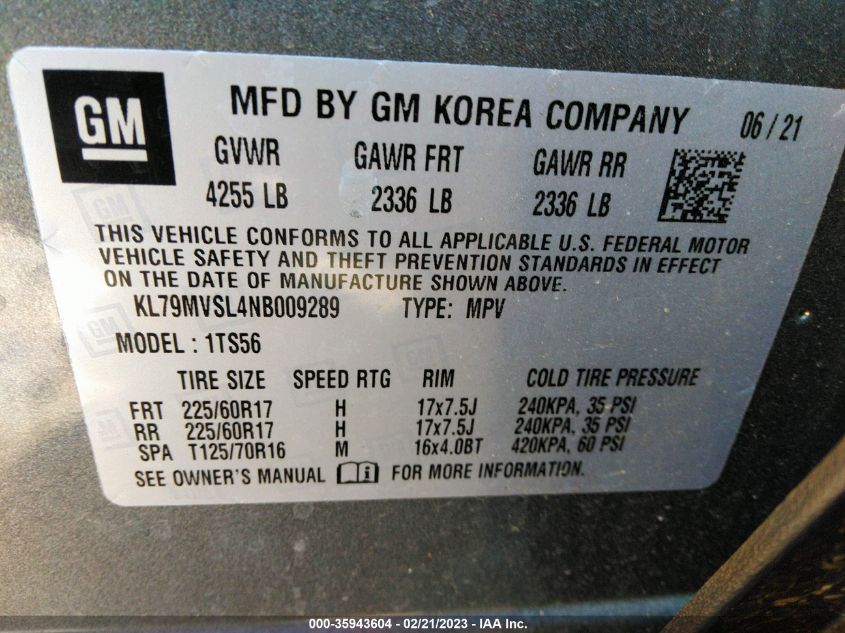 GM
MFD BY GM KOREA COMPANY 06/21
GVWR GAWR FRT GAWR RR
4255 LB 2336 LB 2336 LB
THIS VEHICLE CONFORMS TO ALL APPLICABLE U.S. FEDERAL MOTOR
VEHICLE SAFETY AND THEFT PREVENTION STANDARDS IN EFFECT
ON THE DATE OF MANUFACTURE SHOWN ABOVE.
KL79MVSL4NB009289 TYPE: MPV
MODEL : 1TS56
TIRE SIZE SPEED RTG RIM COLD TIRE PRESSURE
FRT 225/60R17 H 17x7.5J 240KPA, 35 PSI
RR 225/60R17 H 17x7.5J 240KPA, 35 PSI
SPA T125/70R16 M 16x4.0BT 420KPA, 60 PSI
SEE OWNER'S MANUAL FOR MORE INFORMATION.
000-35943604 - 02/21/2023 - IAA Inc.